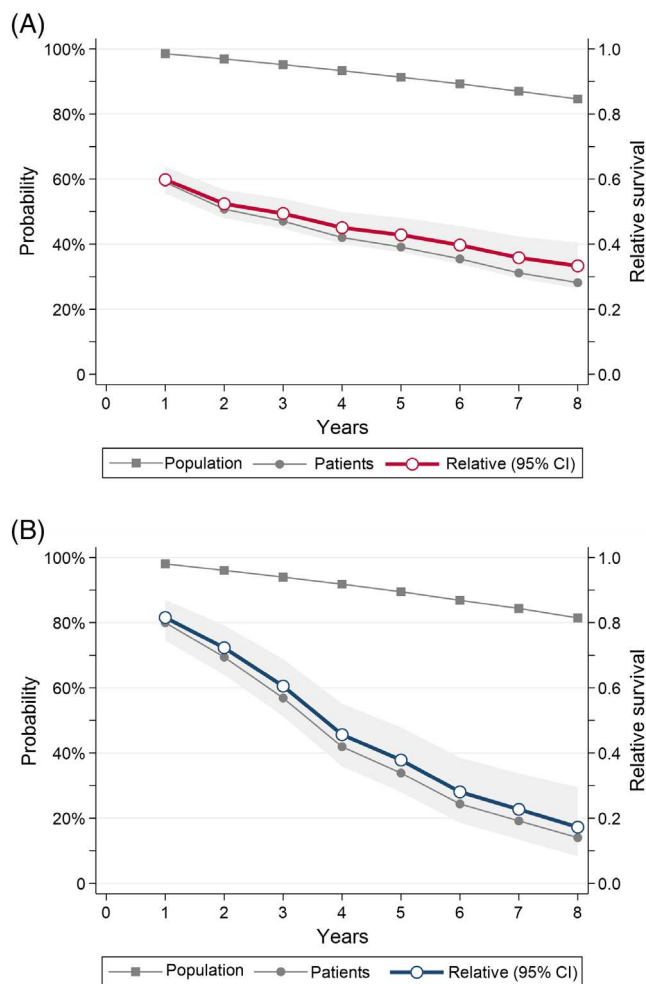 (A)
100%
80%
60%
40%
20%
0
Probability
1.0
0.8
0.6
0.4
0.2
0.0
Relative survival
0 1 2 3 4 5 6 7 8
Years
Population Patients Relative (95% CI)
(B)
100%
80%
60%
40%
20%
0
Probability
1.0
0.8
0.6
0.4
0.2
0.0
Relative survival
0 1 2 3 4 5 6 7 8
Years
Population Patients Relative (95% CI)